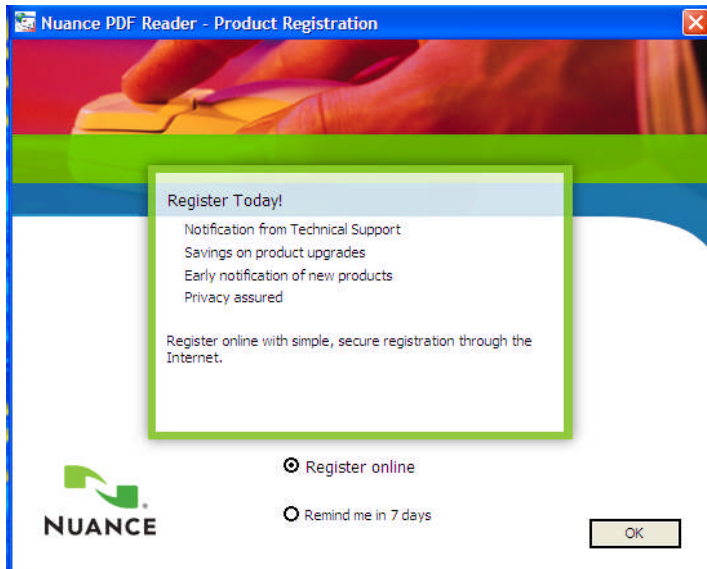 Nuance PDF Reader - Product Registration
Register Today!
Notification from Technical Support
Savings on product upgrades
Early notification of new products
Privacy assured
Register online with simple, secure registration through the
Internet.
Register online
Remind me in 7 days
NUANCE
OK